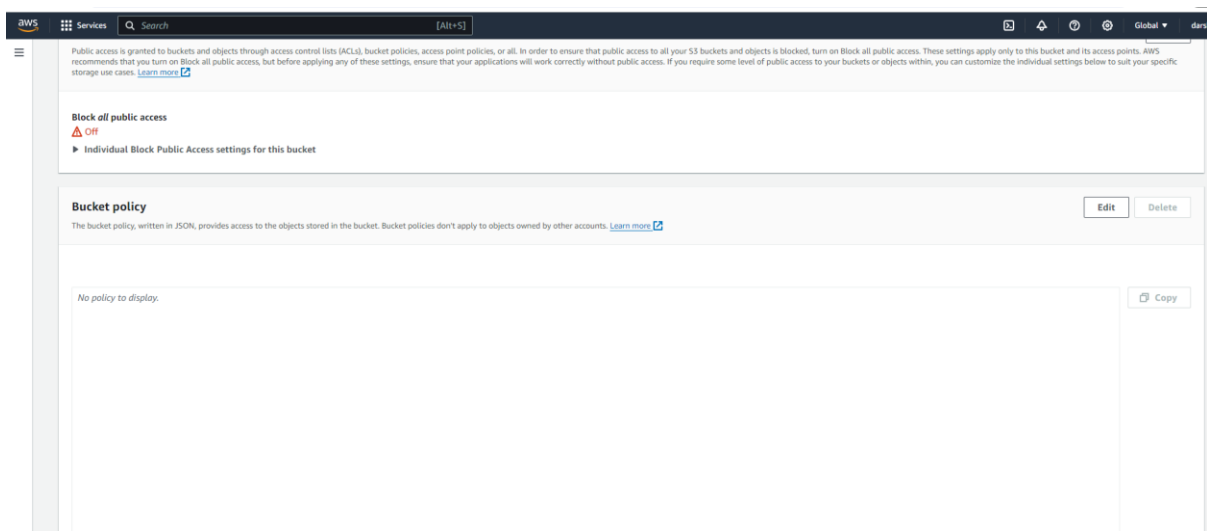 aws Services Search [Alt+S] Global dars
Public access is granted to buckets and objects through access control lists (ACLs), bucket policies, access point policies, or all. In order to ensure that public access to all your S3 buckets and objects is blocked, turn on Block all public access. These settings apply only to this bucket and its access points. AWS
recommends that you turn on Block all public access, but before applying any of these settings, ensure that your applications will work correctly without public access. If you require some level of public access to your buckets or objects within, you can customize the individual settings below to suit your specific
storage use cases. Learn more
Block all public access
Off
Individual Block Public Access settings for this bucket
Bucket policy Edit Delete
The bucket policy, written in JSON, provides access to the objects stored in the bucket. Bucket policies don't apply to objects owned by other accounts. Learn more
No policy to display. Copy